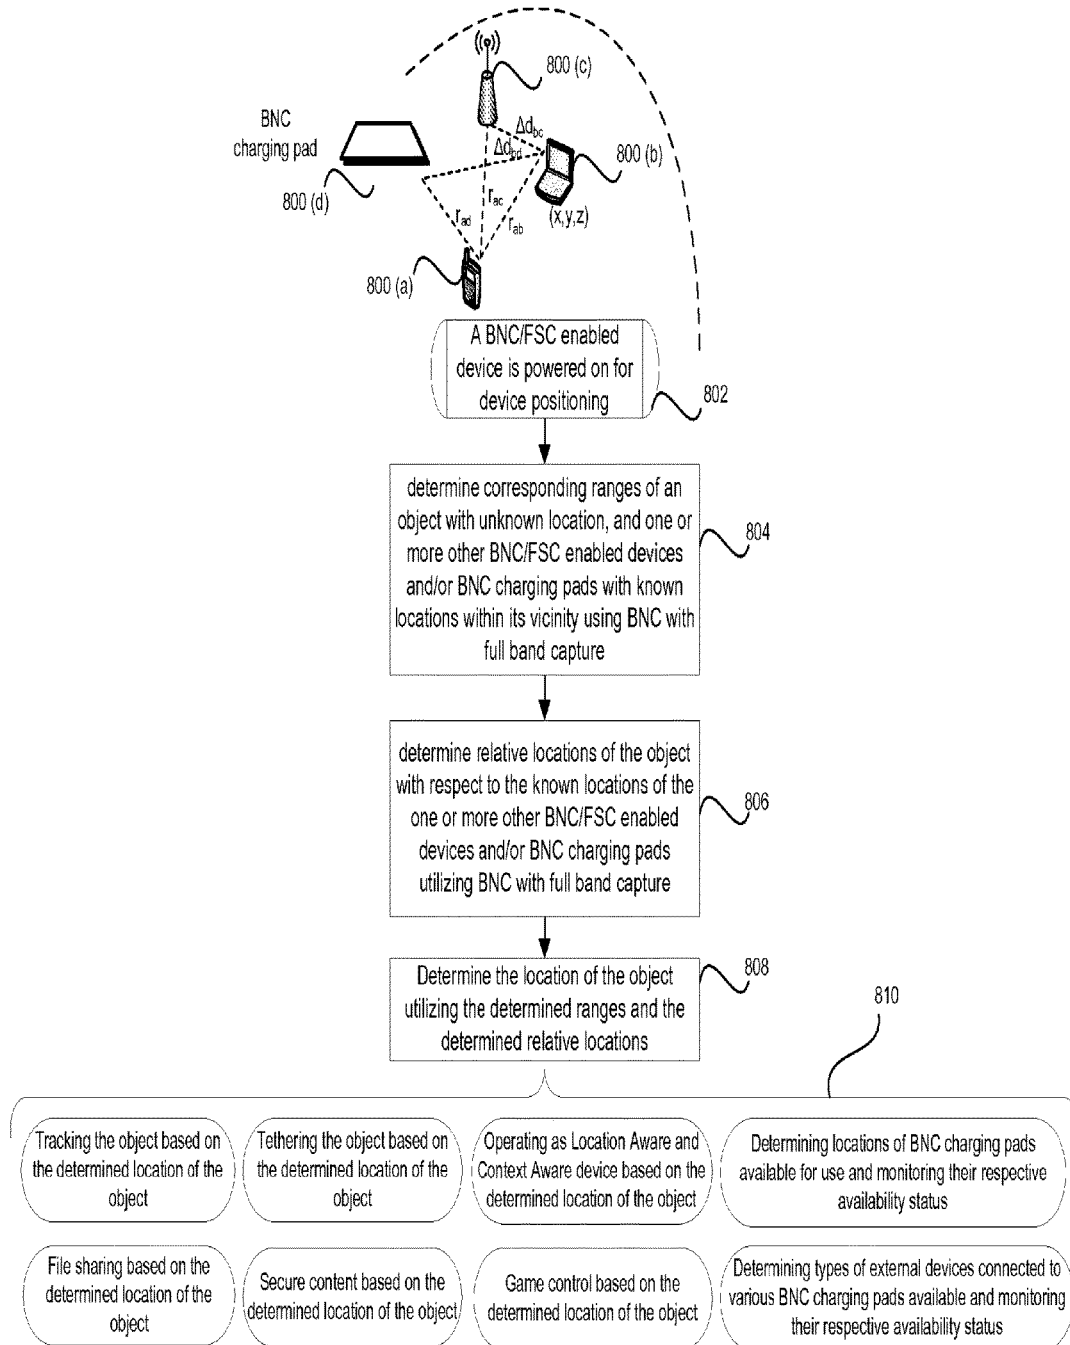 800 (c)
BNC
charging pad
Δd_bc
Δd_bd
800 (b)
800 (d)
r_ac
(x,y,z)
r_ad
r_ab
800 (a)
A BNC/FSC enabled
device is powered on for
device positioning
802
determine corresponding ranges of an
object with unknown location, and one or
more other BNC/FSC enabled devices
and/or BNC charging pads with known
locations within its vicinity using BNC with
full band capture
804
determine relative locations of the object
with respect to the known locations of the
one or more other BNC/FSC enabled
devices and/or BNC charging pads
utilizing BNC with full band capture
806
Determine the location of the object
utilizing the determined ranges and the
determined relative locations
808
810
Tracking the object based on
the determined location of the
object
Tethering the object based on
the determined location of the
object
Operating as Location Aware and
Context Aware device based on the
determined location of the object
Determining locations of BNC charging pads
available for use and monitoring their respective
availability status
File sharing based on the
determined location of the
object
Secure content based on the
determined location of the object
Game control based on the
determined location of the object
Determining types of external devices connected to
various BNC charging pads available and monitoring
their respective availability status